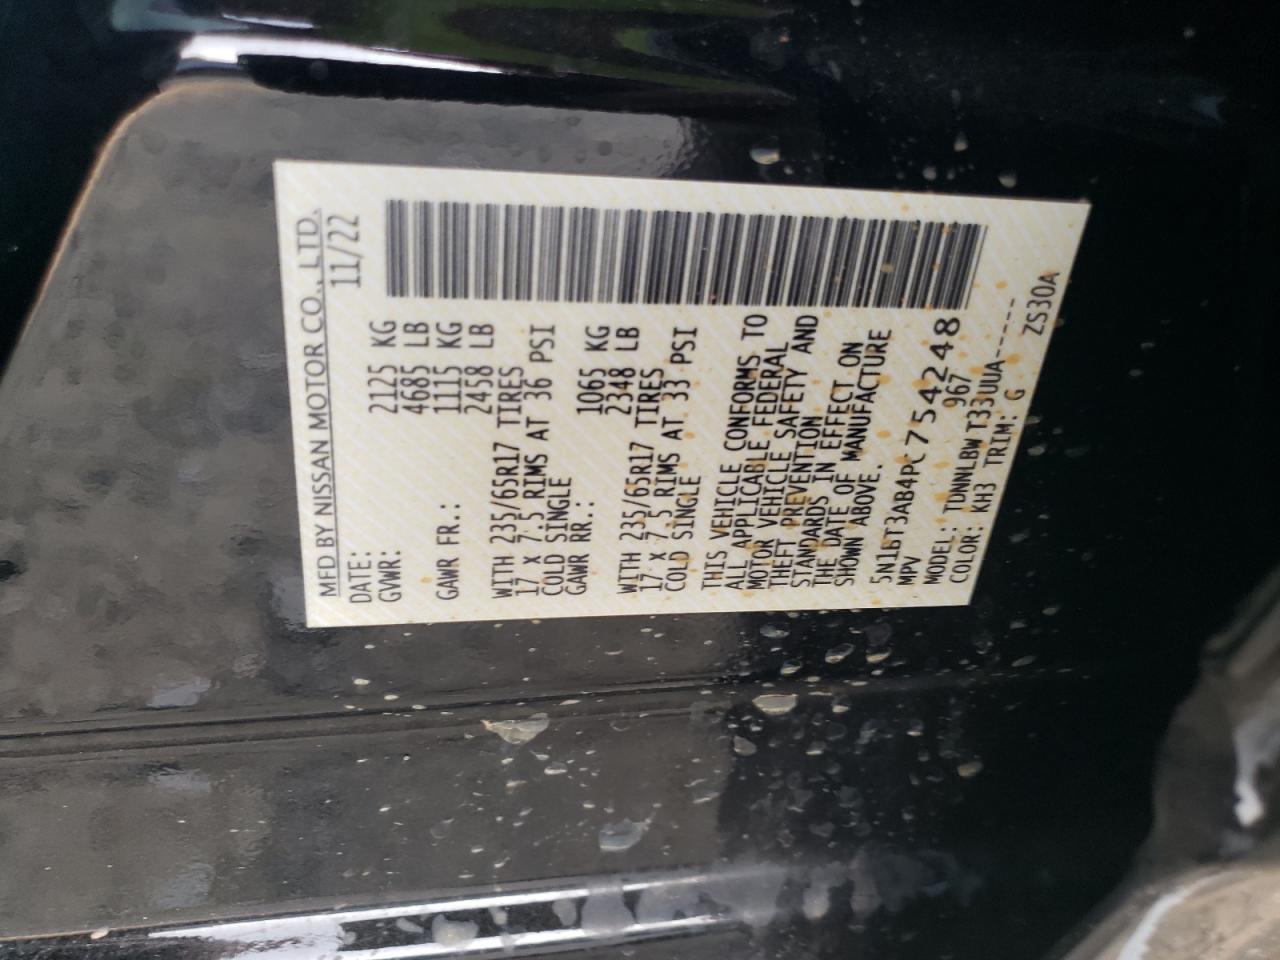 MFD BY NISSAN MOTOR CO., LTD.
DATE: 11/22
GVWR: 2125 KG
4685 LB
GAWR FR.: 1115 KG
2458 LB
WITH 235/65R17 TIRES
17 X 7.5 RIMS AT 36 PSI
COLD SINGLE
GAWR RR.: 1065 KG
2348 LB
WITH 235/65R17 TIRES
17 X 7.5 RIMS AT 33 PSI
COLD SINGLE
THIS VEHICLE CONFORMS TO
ALL APPLICABLE FEDERAL
MOTOR VEHICLE SAFETY AND
THEFT PREVENTION
STANDARDS IN EFFECT ON
THE DATE OF MANUFACTURE
SHOWN ABOVE.
5N1BT3AB4PC754248
MPV 967
MODEL: TDNNLBW T33UUA------
COLOR: KH3 TRIM: G ZS30A